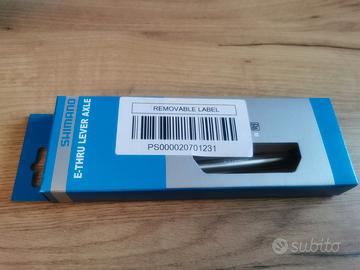 SHIMANO
E-THRU LEVER AXLE
REMOVABLE LABEL
PS000020701231
subito